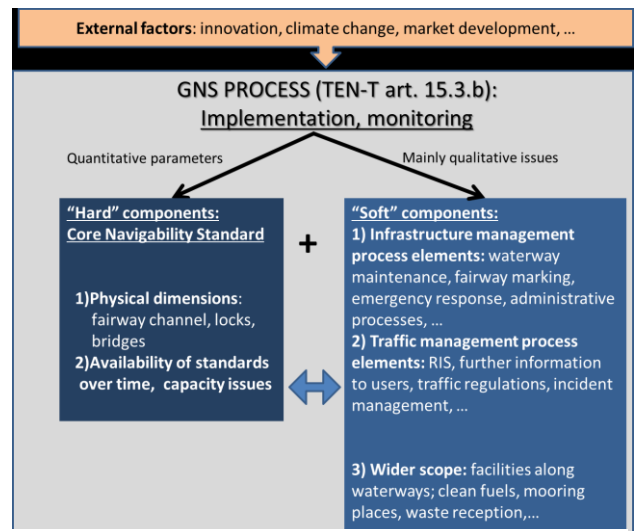 External factors: innovation, climate change, market development, ...
GNS PROCESS (TEN-T art. 15.3.b):
Implementation, monitoring
Quantitative parameters
Mainly qualitative issues
“Hard” components:
Core Navigability Standard
1)Physical dimensions:
fairway channel, locks,
bridges
2)Availability of standards
over time, capacity issues
+
“Soft” components:
1) Infrastructure management
process elements: waterway
maintenance, fairway marking,
emergency response, administrative
processes, ...
2) Traffic management process
elements: RIS, further information
to users, traffic regulations, incident
management, ...
3) Wider scope: facilities along
waterways; clean fuels, mooring
places, waste reception,...